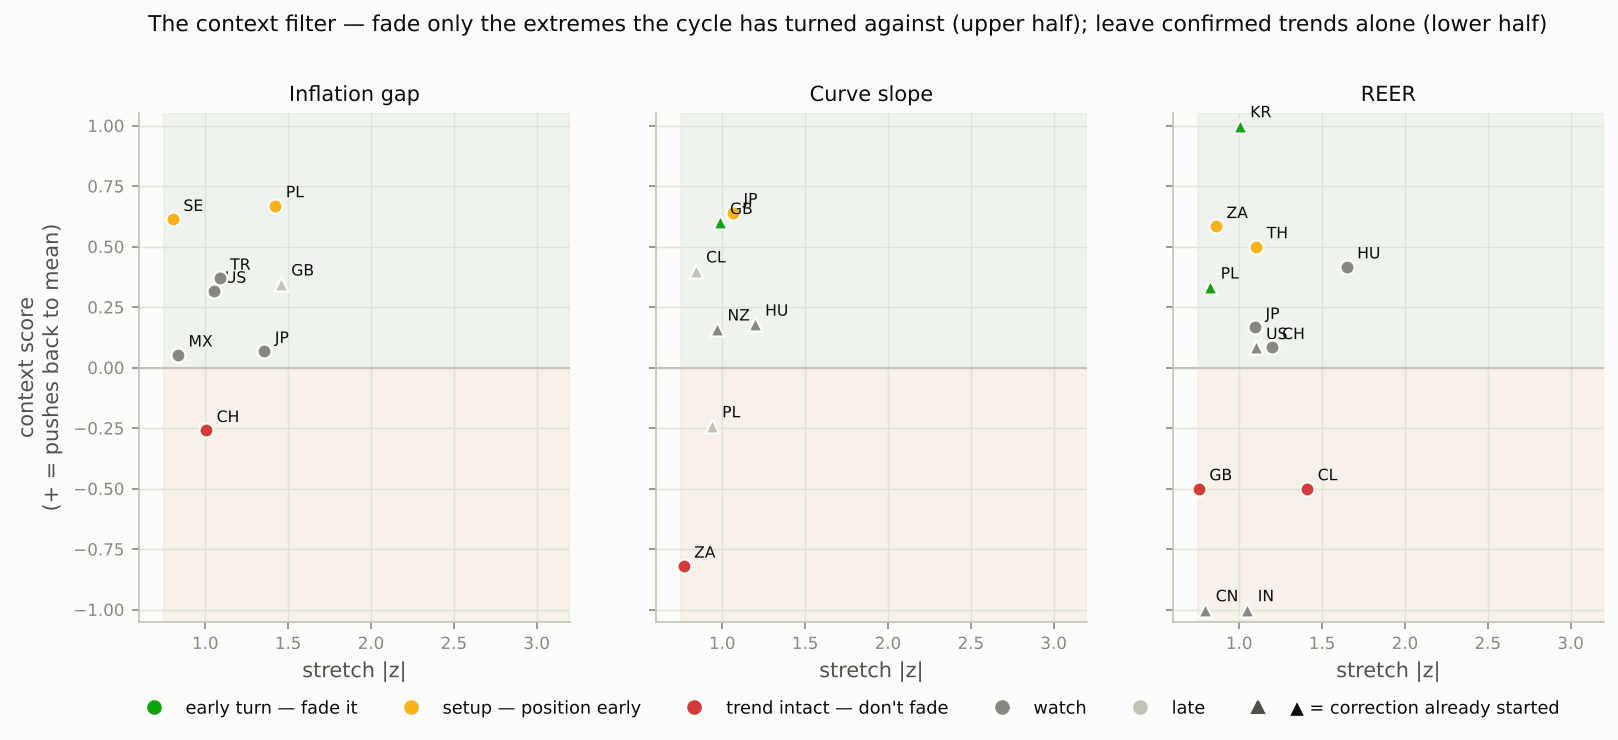 The context filter — fade only the extremes the cycle has turned against (upper half); leave confirmed trends alone (lower half)
Inflation gap
Curve slope
REER
context score
(+ = pushes back to mean)
1.00
0.75
0.50
0.25
0.00
−0.25
−0.50
−0.75
−1.00
SE
PL
TR
US
GB
MX
JP
CH
JP
GB
CL
NZ
HU
PL
ZA
KR
ZA
TH
HU
PL
JP
US
CH
GB
CL
CN
IN
1.0 1.5 2.0 2.5 3.0
1.0 1.5 2.0 2.5 3.0
1.0 1.5 2.0 2.5 3.0
stretch |z|
stretch |z|
stretch |z|
early turn — fade it
setup — position early
trend intact — don't fade
watch
late
▲ = correction already started